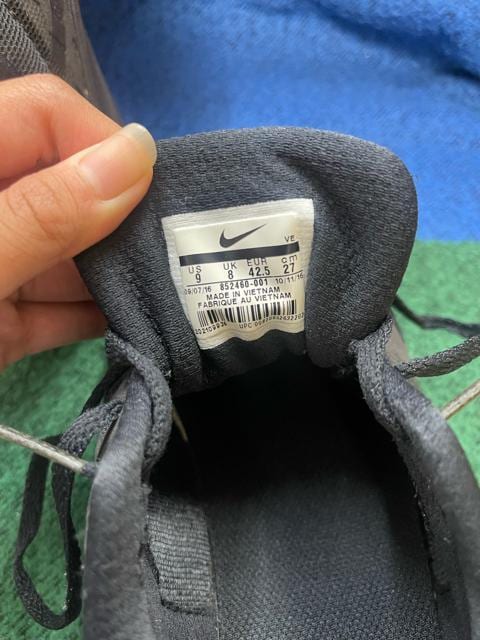 VE
US UK EUR cm
9 8 42.5 27
09/07/16 852460-001 10/11/16
MADE IN VIETNAM
FABRIQUE AU VIETNAM
UPC